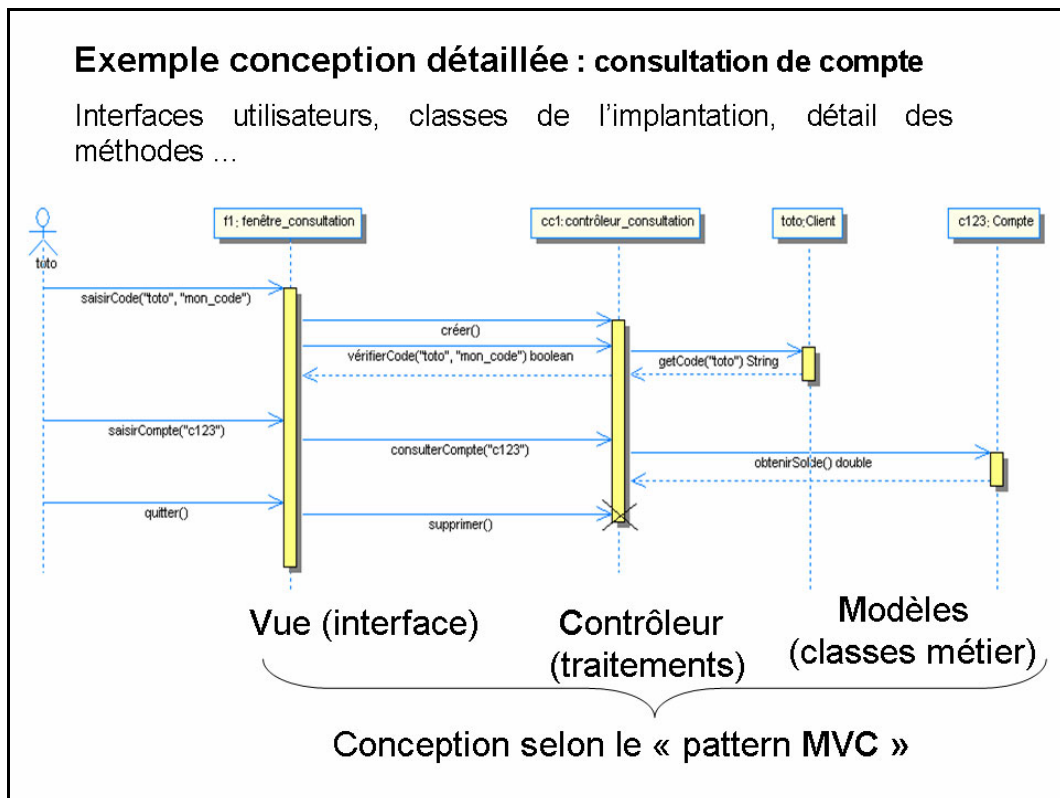 Exemple conception détaillée : consultation de compte
Interfaces utilisateurs, classes de l'implantation, détail des
méthodes ...
f1: fenêtre_consultation
cc1: contrôleur_consultation
toto:Client
c123: Compte
toto
saisirCode("toto", "mon_code")
créer()
vérifierCode("toto", "mon_code") boolean
getCode("toto") String
saisirCompte("c123")
consulterCompte("c123")
obtenirSolde() double
quitter()
supprimer()
Vue (interface)
Contrôleur
(traitements)
Modèles
(classes métier)
Conception selon le « pattern MVC »